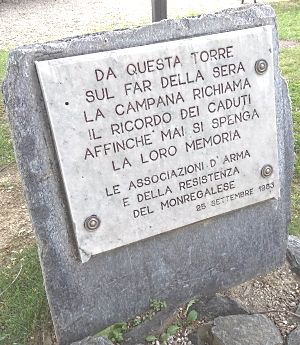 DA QUESTA TORRE
SUL FAR DELLA SERA
LA CAMPANA RICHIAMA
IL RICORDO DEI CADUTI
AFFINCHE' MAI SI SPENGA
LA LORO MEMORIA
LE ASSOCIAZIONI D'ARMA
E DELLA RESISTENZA
DEL MONREGALESE
25 SETTEMBRE 1983